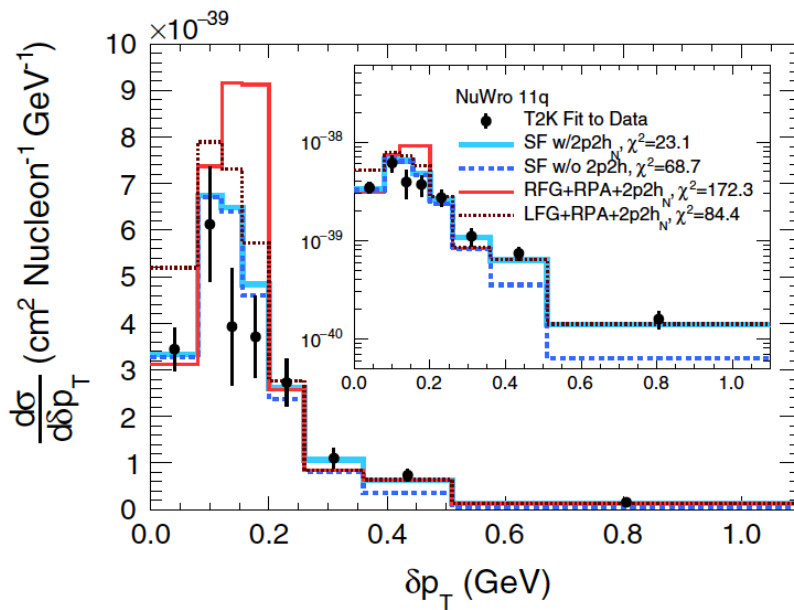 ×10⁻³⁹
10
9
8
7
6
5
4
3
2
1
0
0.0 0.2 0.4 0.6 0.8 1.0
dσ/dδp_T (cm² Nucleon⁻¹ GeV⁻¹)
δp_T (GeV)
NuWro 11q
T2K Fit to Data
SF w/2p2h_N, χ²=23.1
SF w/o 2p2h, χ²=68.7
RFG+RPA+2p2h_N, χ²=172.3
LFG+RPA+2p2h_N, χ²=84.4
10⁻³⁸
10⁻³⁹
10⁻⁴⁰
0.0 0.2 0.4 0.6 0.8 1.0